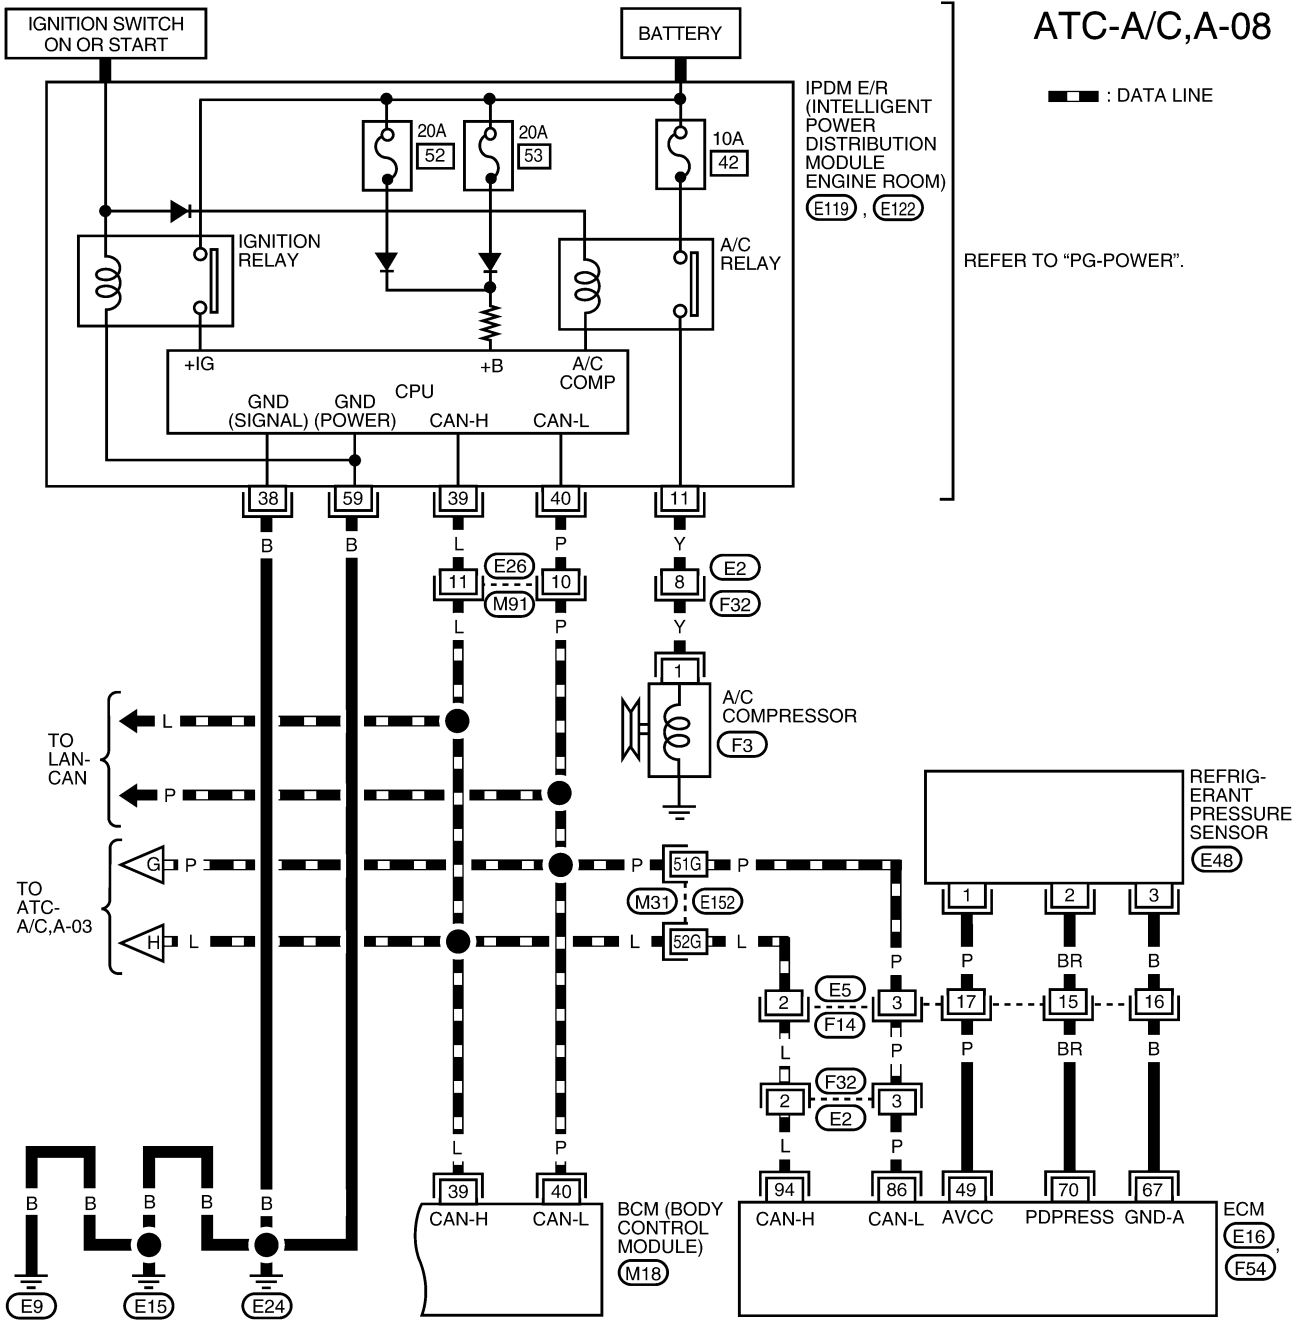 IGNITION SWITCH
ON OR START
BATTERY
ATC-A/C,A-08
: DATA LINE
IPDM E/R
(INTELLIGENT
POWER
DISTRIBUTION
MODULE
ENGINE ROOM)
E119 , E122
REFER TO “PG-POWER”.
20A
52
20A
53
10A
42
IGNITION
RELAY
A/C
RELAY
+IG
+B
A/C
COMP
CPU
GND
(SIGNAL)
GND
(POWER)
CAN-H
CAN-L
38
59
39
40
11
B
B
L
P
Y
11
E26
M91
10
8
E2
F32
L
P
Y
1
A/C
COMPRESSOR
F3
TO
LAN-
CAN
L
P
TO
ATC-
A/C,A-03
G
P
H
L
P
51G
P
M31
E152
L
52G
L
REFRIG-
ERANT
PRESSURE
SENSOR
E48
1
2
3
P
P
BR
B
2
E5
F14
3
17
15
16
L
P
P
BR
B
2
F32
E2
3
L
P
L
P
39
40
CAN-H
CAN-L
BCM (BODY
CONTROL
MODULE)
M18
94
86
49
70
67
CAN-H
CAN-L
AVCC
PDPRESS
GND-A
ECM
E16 ,
F54
B
B
B
B
B
E9
E15
E24